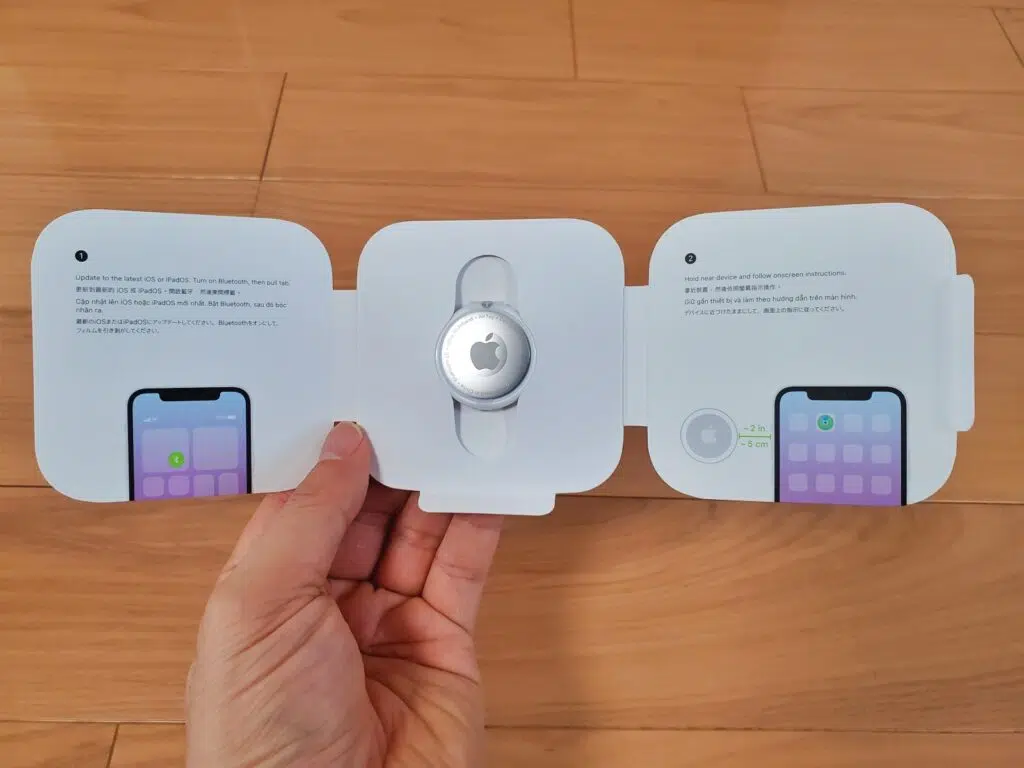 1
Update to the latest iOS or iPadOS. Turn on Bluetooth, then pull tab.
更新到最新的 iOS 或 iPadOS。開啟藍牙，然後撕開標籤。
Cập nhật lên iOS hoặc iPadOS mới nhất. Bật Bluetooth, sau đó bóc
nhãn ra.
最新のiOSまたはiPadOSにアップデートしてください。Bluetoothをオンにして、
フィルムを引き剥がしてください。
2
Hold near device and follow onscreen instructions.
拿近裝置，然後依照螢幕指示操作。
Giữ gần thiết bị và làm theo hướng dẫn trên màn hình.
デバイスに近づけたままにして、画面上の指示に従ってください。
~2 in
~5 cm